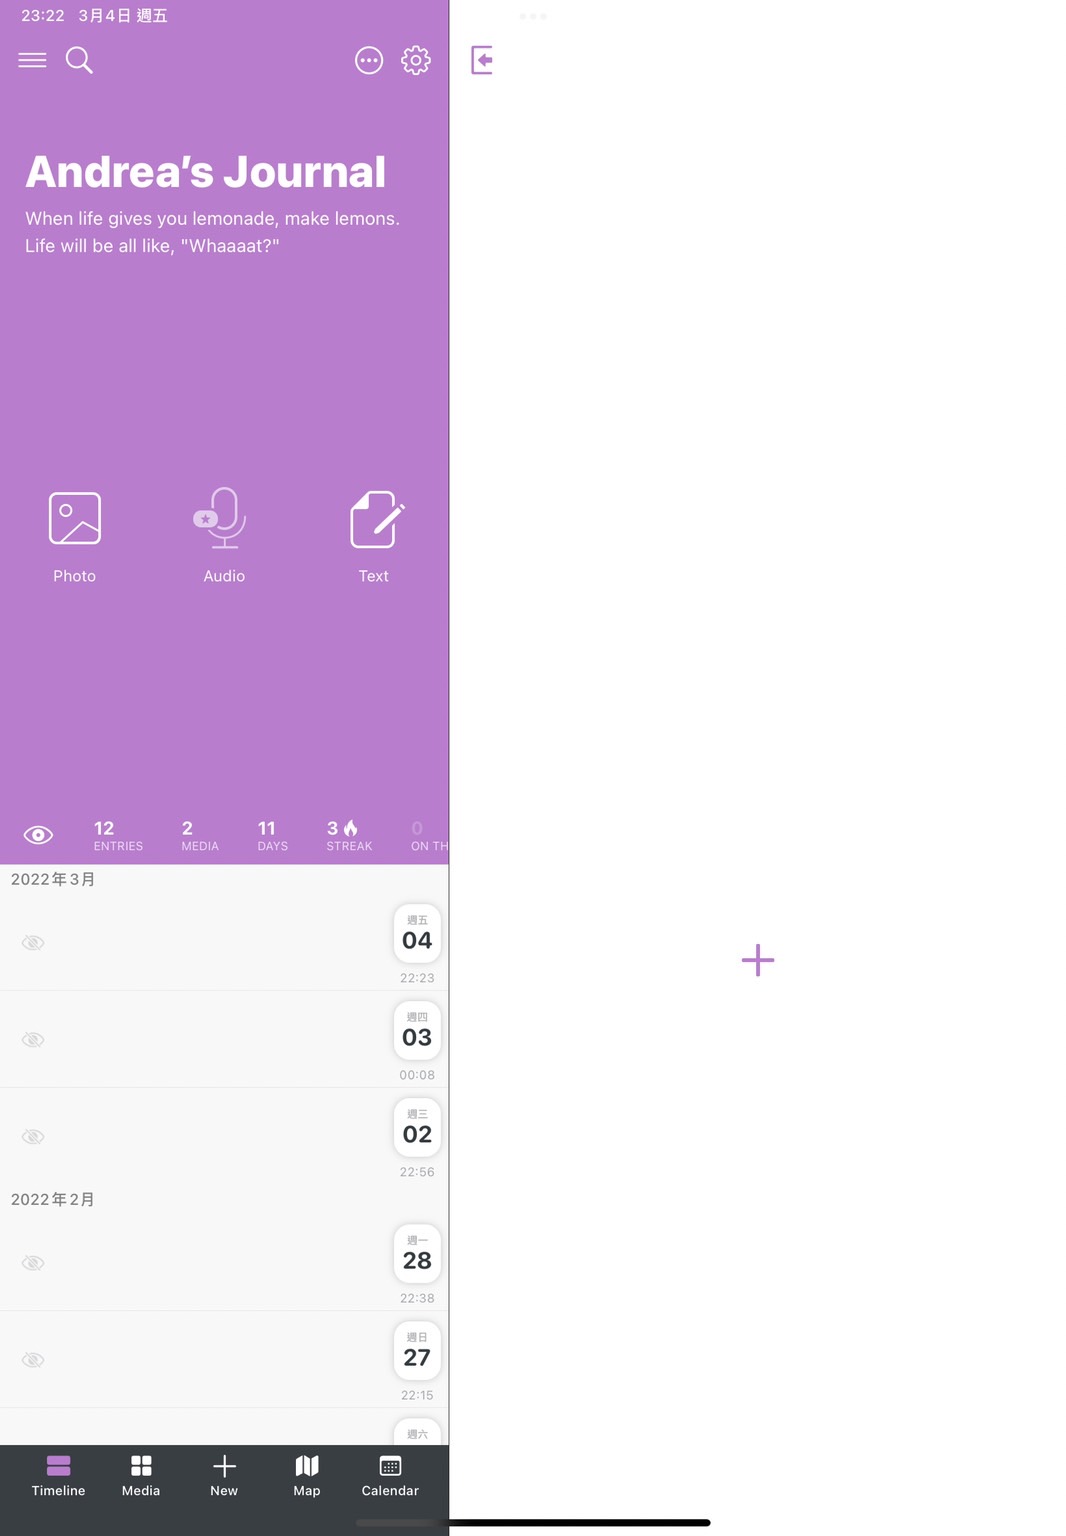 23:22 3月4日 週五
Andrea's Journal
When life gives you lemonade, make lemons.
Life will be all like, "Whaaaat?"
Photo Audio Text
12 2 11 3 0
ENTRIES MEDIA DAYS STREAK ON TH
2022年3月
週五
04
22:23
週四
03
00:08
週三
02
22:56
2022年2月
週一
28
22:38
週日
27
22:15
週六
Timeline Media New Map Calendar